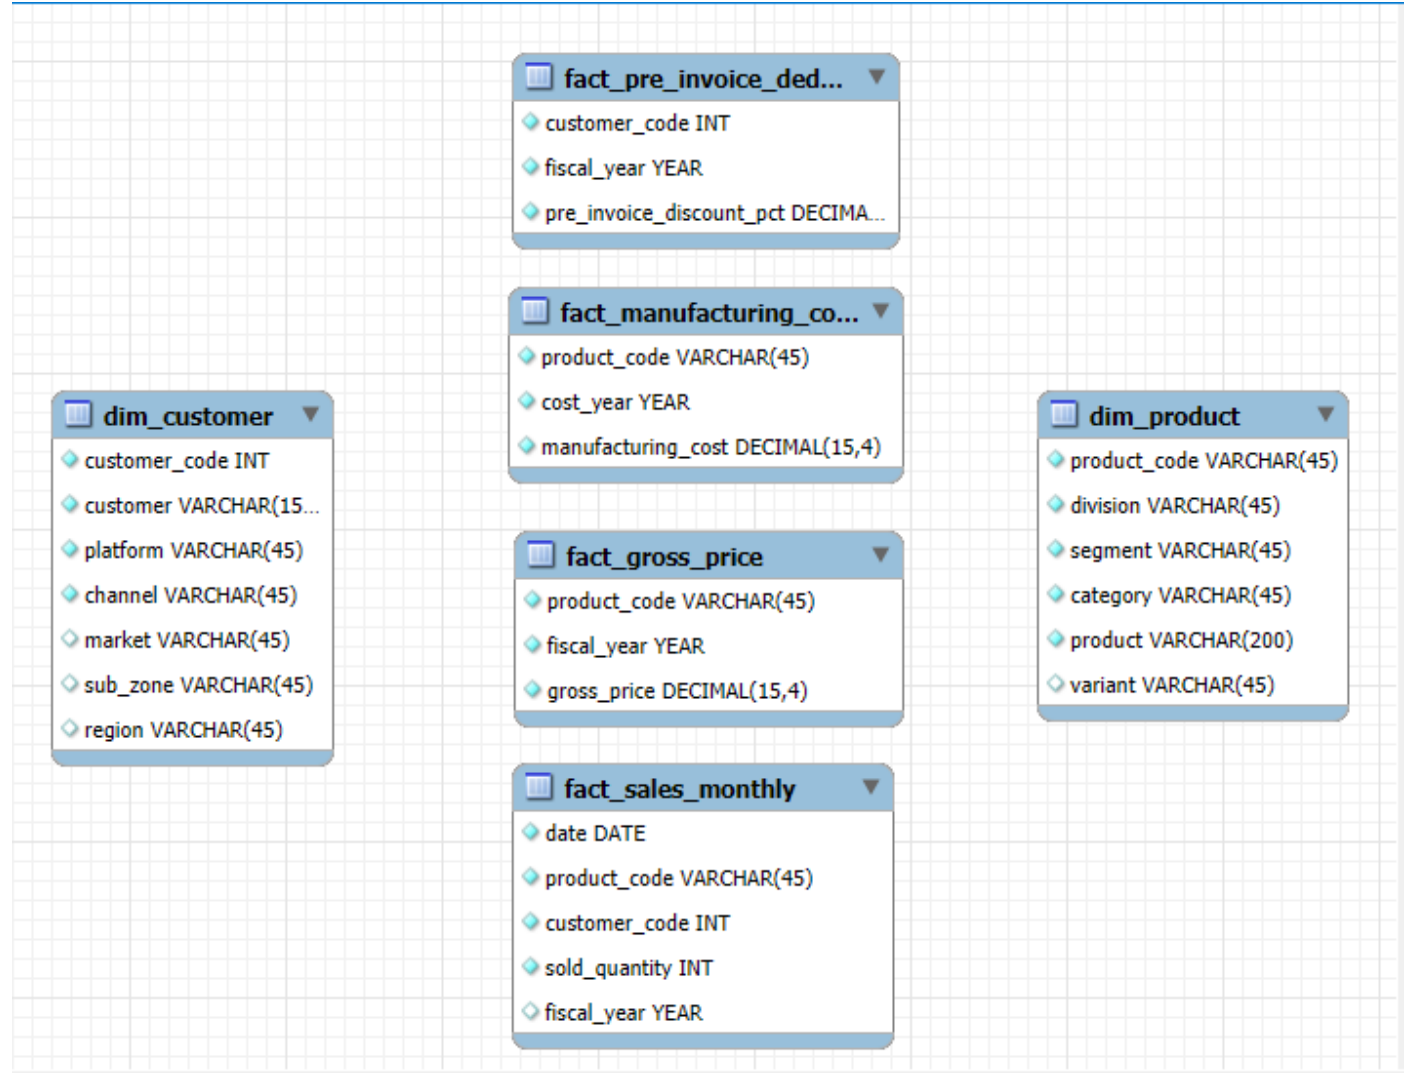 fact_pre_invoice_ded...
customer_code INT
fiscal_year YEAR
pre_invoice_discount_pct DECIMA...
fact_manufacturing_co...
product_code VARCHAR(45)
cost_year YEAR
manufacturing_cost DECIMAL(15,4)
dim_customer
customer_code INT
customer VARCHAR(15...
platform VARCHAR(45)
channel VARCHAR(45)
market VARCHAR(45)
sub_zone VARCHAR(45)
region VARCHAR(45)
fact_gross_price
product_code VARCHAR(45)
fiscal_year YEAR
gross_price DECIMAL(15,4)
fact_sales_monthly
date DATE
product_code VARCHAR(45)
customer_code INT
sold_quantity INT
fiscal_year YEAR
dim_product
product_code VARCHAR(45)
division VARCHAR(45)
segment VARCHAR(45)
category VARCHAR(45)
product VARCHAR(200)
variant VARCHAR(45)